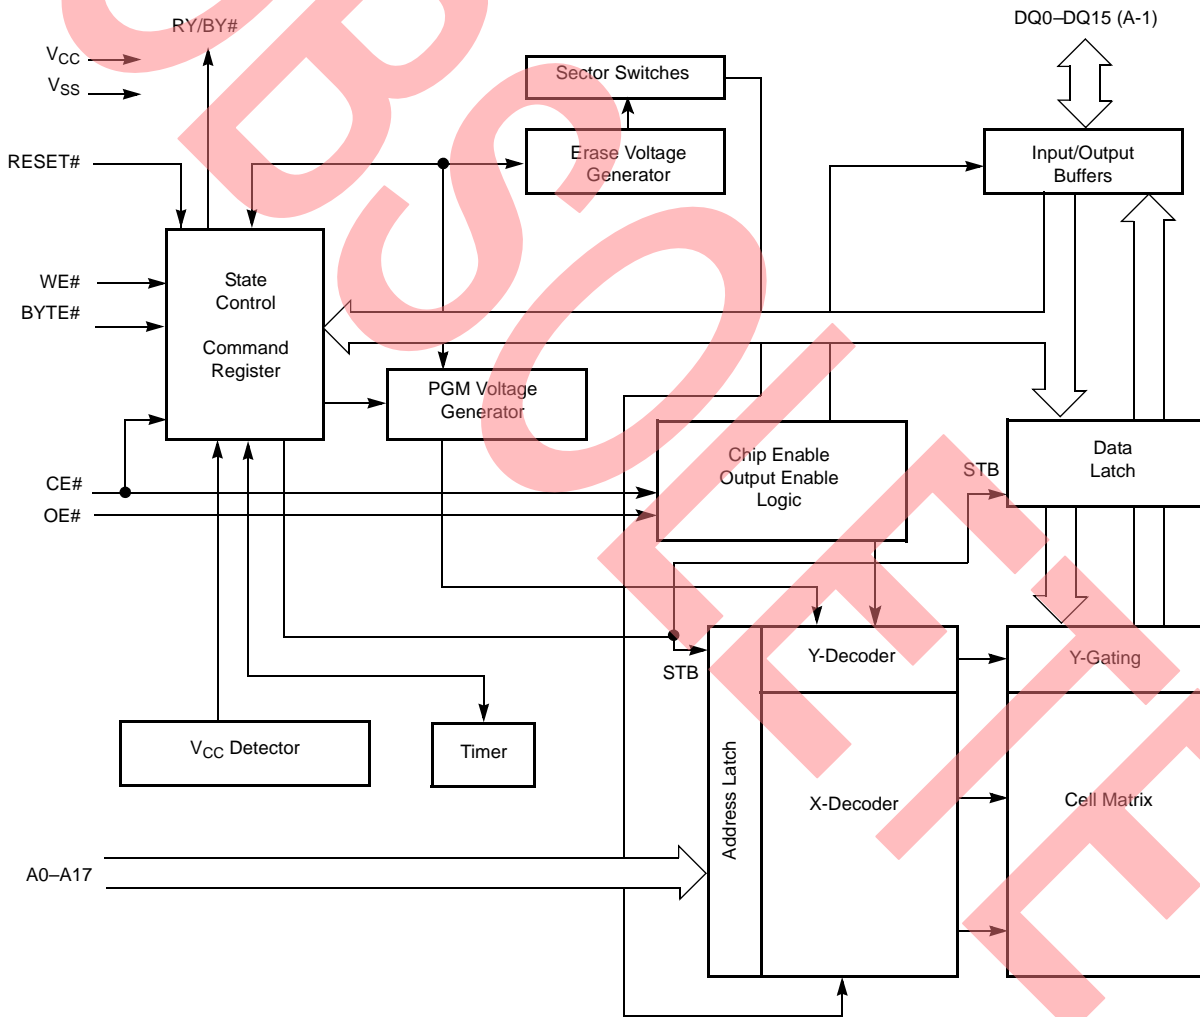 RY/BY#
DQ0–DQ15 (A-1)
VCC
VSS
Sector Switches
RESET#
Erase Voltage
Generator
Input/Output
Buffers
WE#
BYTE#
State
Control
Command
Register
PGM Voltage
Generator
CE#
OE#
Chip Enable
Output Enable
Logic
STB
Data
Latch
STB
Y-Decoder
Y-Gating
VCC Detector
Timer
Address Latch
X-Decoder
Cell Matrix
A0–A17
OBSOLETE